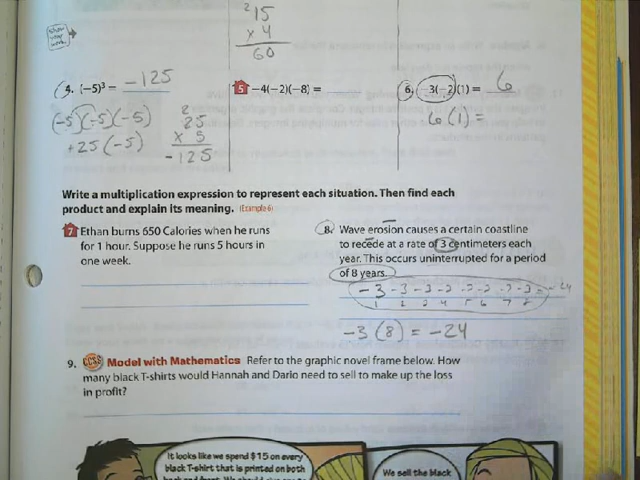 Show your work.
2
15
x 4
60
4. (−5)³ = −125
(−5)(−5)(−5)
+25 (−5)
2
25
x 5
−125
5 −4(−2)(−8) =
6. −3(−2)(1) = 6
6(1) =
Write a multiplication expression to represent each situation. Then find each
product and explain its meaning. (Example 6)
7 Ethan burns 650 Calories when he runs
for 1 hour. Suppose he runs 5 hours in
one week.
8. Wave erosion causes a certain coastline
to recede at a rate of 3 centimeters each
year. This occurs uninterrupted for a period
of 8 years.
−3 −3 −3 −3 −3 −3 −3 −3 = −24
1 2 3 4 5 6 7 8
−3 (8) = −24
9. Model with Mathematics Refer to the graphic novel frame below. How
many black T-shirts would Hannah and Dario need to sell to make up the loss
in profit?
It looks like we spend $15 on every
black T-shirt that is printed on both
We sell the black